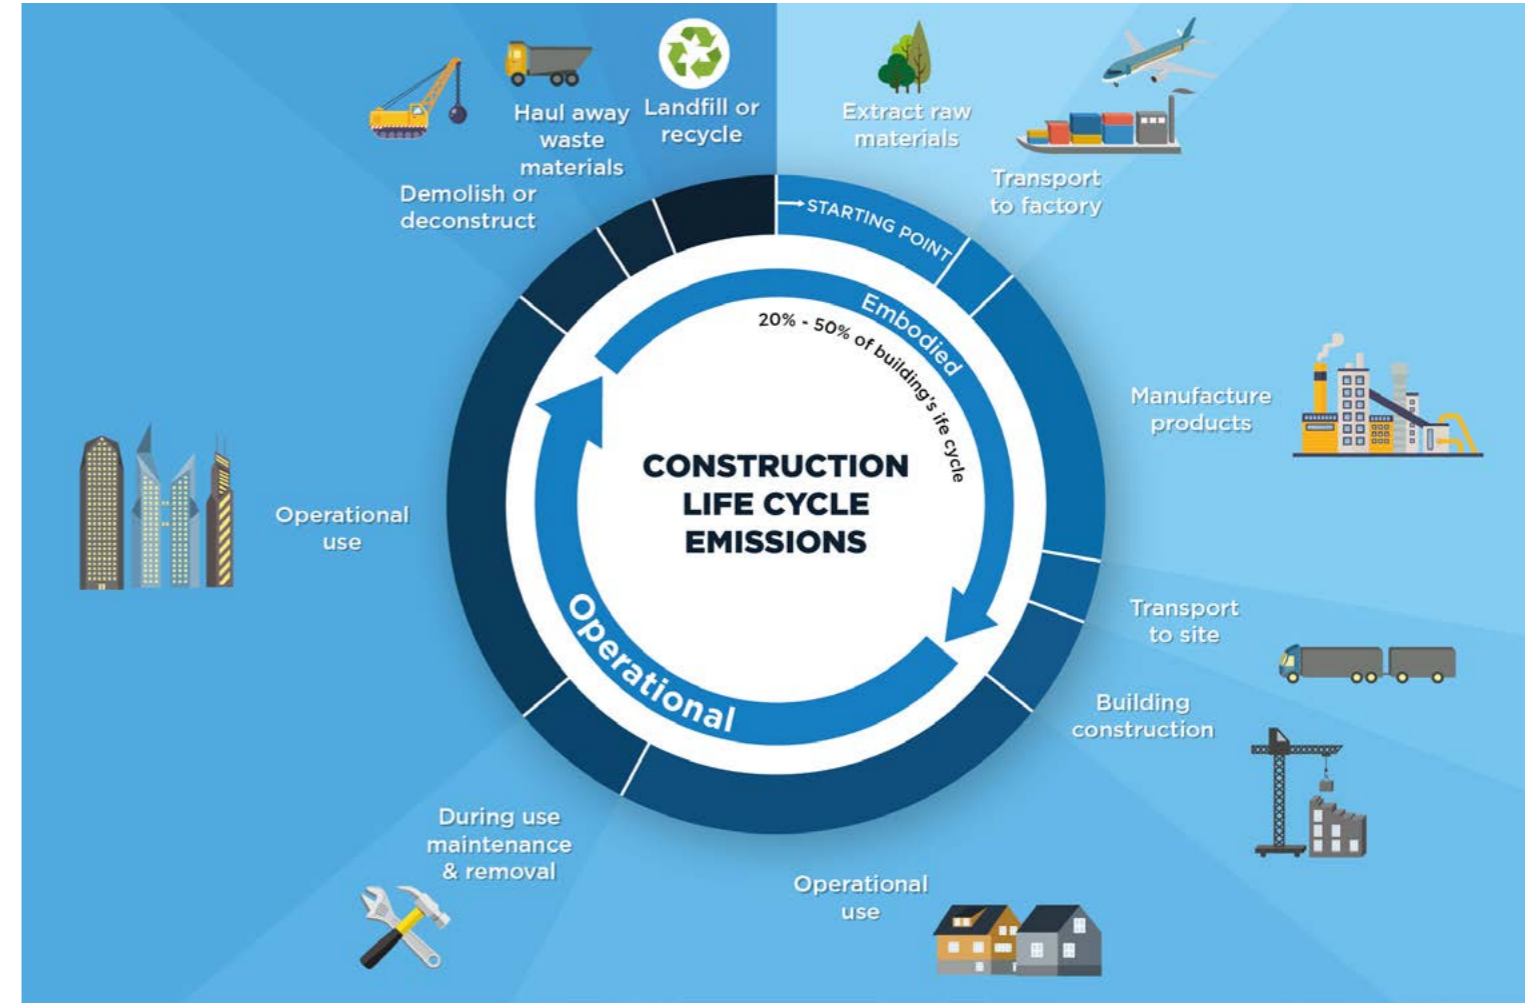 Extract raw
materials
Transport
to factory
Manufacture
products
Transport
to site
Building
construction
Operational
use
During use
maintenance
& removal
Operational
use
Demolish or
deconstruct
Haul away
waste
materials
Landfill or
recycle
STARTING POINT
Embodied
20% - 50% of building's ife cycle
CONSTRUCTION
LIFE CYCLE
EMISSIONS
Operational